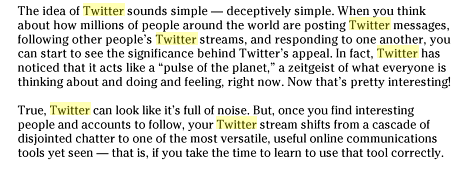 The idea of Twitter sounds simple — deceptively simple. When you think
about how millions of people around the world are posting Twitter messages,
following other people's Twitter streams, and responding to one another, you
can start to see the significance behind Twitter's appeal. In fact, Twitter has
noticed that it acts like a “pulse of the planet,” a zeitgeist of what everyone is
thinking about and doing and feeling, right now. Now that's pretty interesting!
True, Twitter can look like it's full of noise. But, once you find interesting
people and accounts to follow, your Twitter stream shifts from a cascade of
disjointed chatter to one of the most versatile, useful online communications
tools yet seen — that is, if you take the time to learn to use that tool correctly.